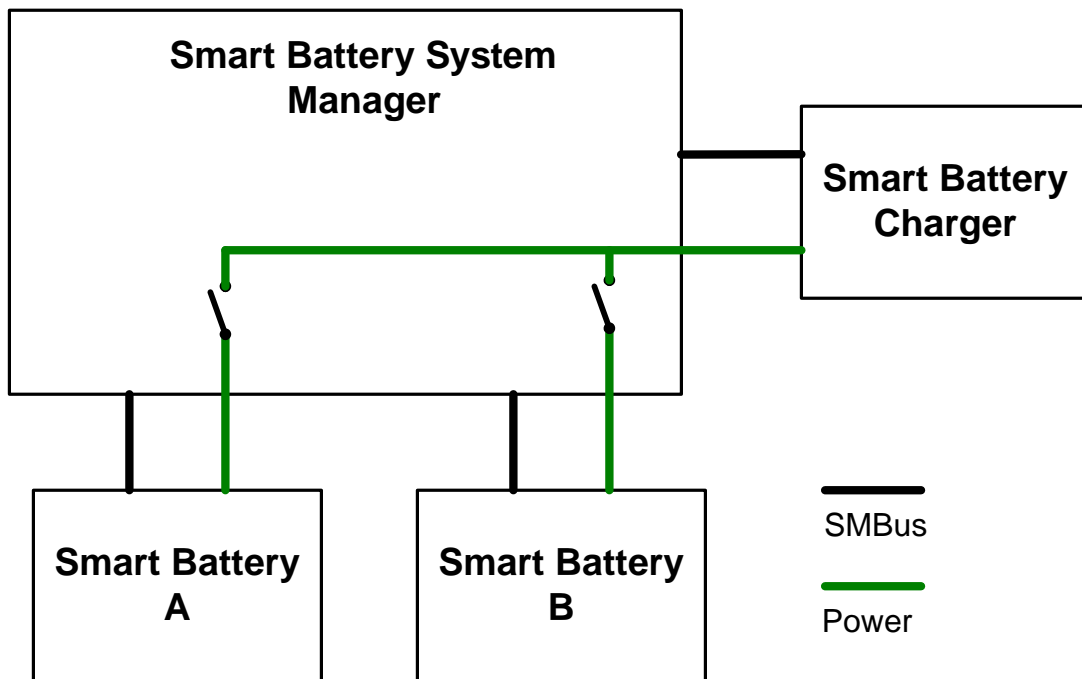 Smart Battery System
Manager
Smart Battery
Charger
Smart Battery
A
Smart Battery
B
SMBus
Power